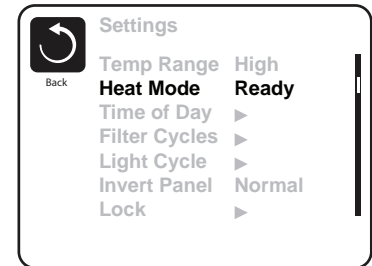 Settings
Back
Temp Range High
Heat Mode Ready
Time of Day ▶
Filter Cycles ▶
Light Cycle ▶
Invert Panel Normal
Lock ▶